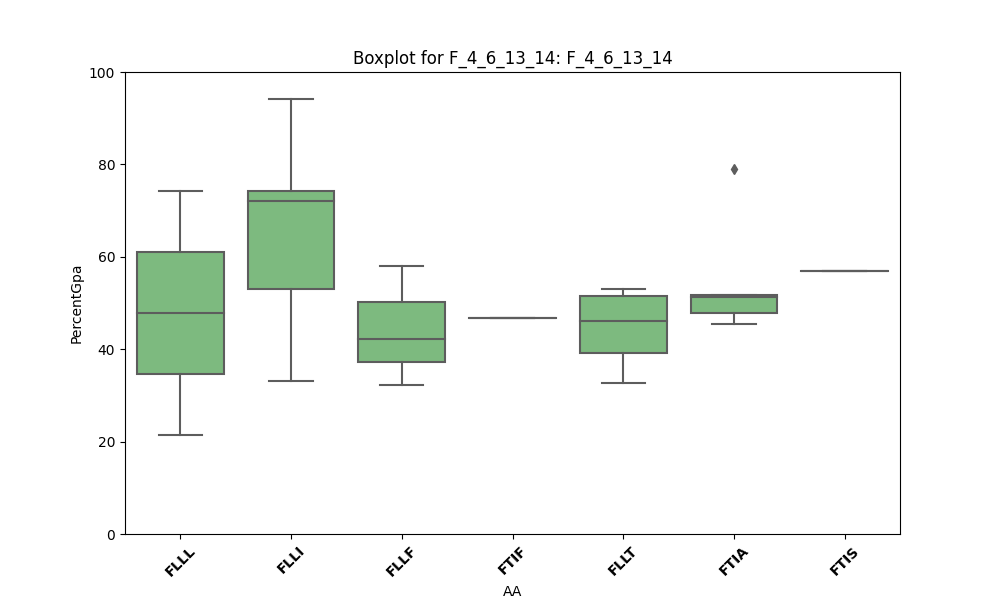 Boxplot for F_4_6_13_14: F_4_6_13_14
100
80
60
40
20
0
PercentGpa
FLLL
FLLI
FLLF
FTIF
FLLT
FTIA
FTIS
AA